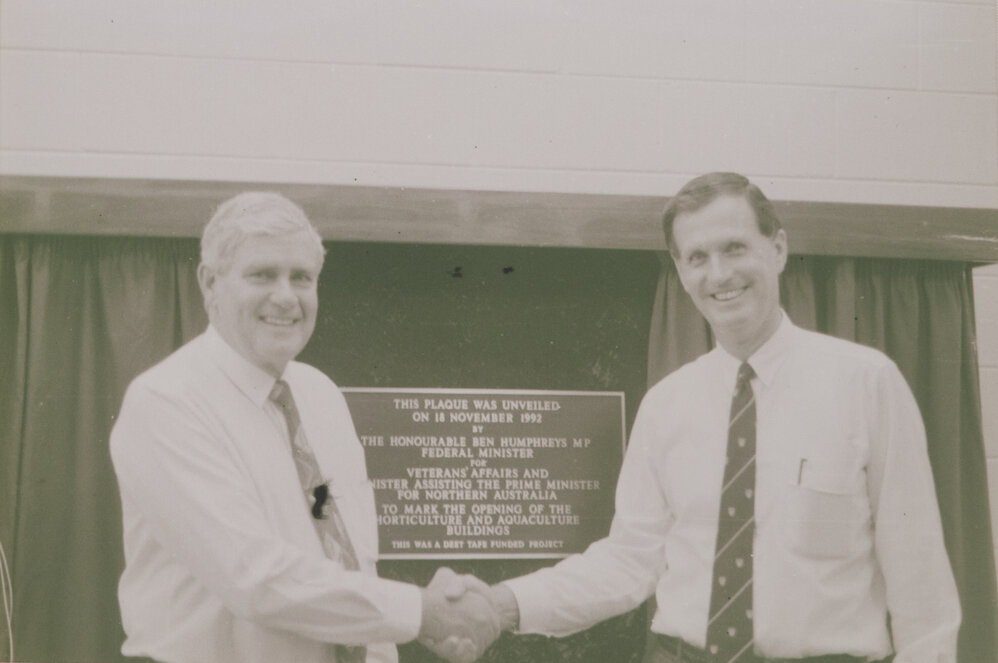 THIS PLAQUE WAS UNVEILED
ON 18 NOVEMBER 1992
BY
THE HONOURABLE BEN HUMPHREYS MP
FEDERAL MINISTER
FOR
VETERANS' AFFAIRS AND
NISTER ASSISTING THE PRIME MINISTER
FOR NORTHERN AUSTRALIA
TO MARK THE OPENING OF THE
HORTICULTURE AND AQUACULTURE
BUILDINGS
THIS WAS A DEET TAFE FUNDED PROJECT